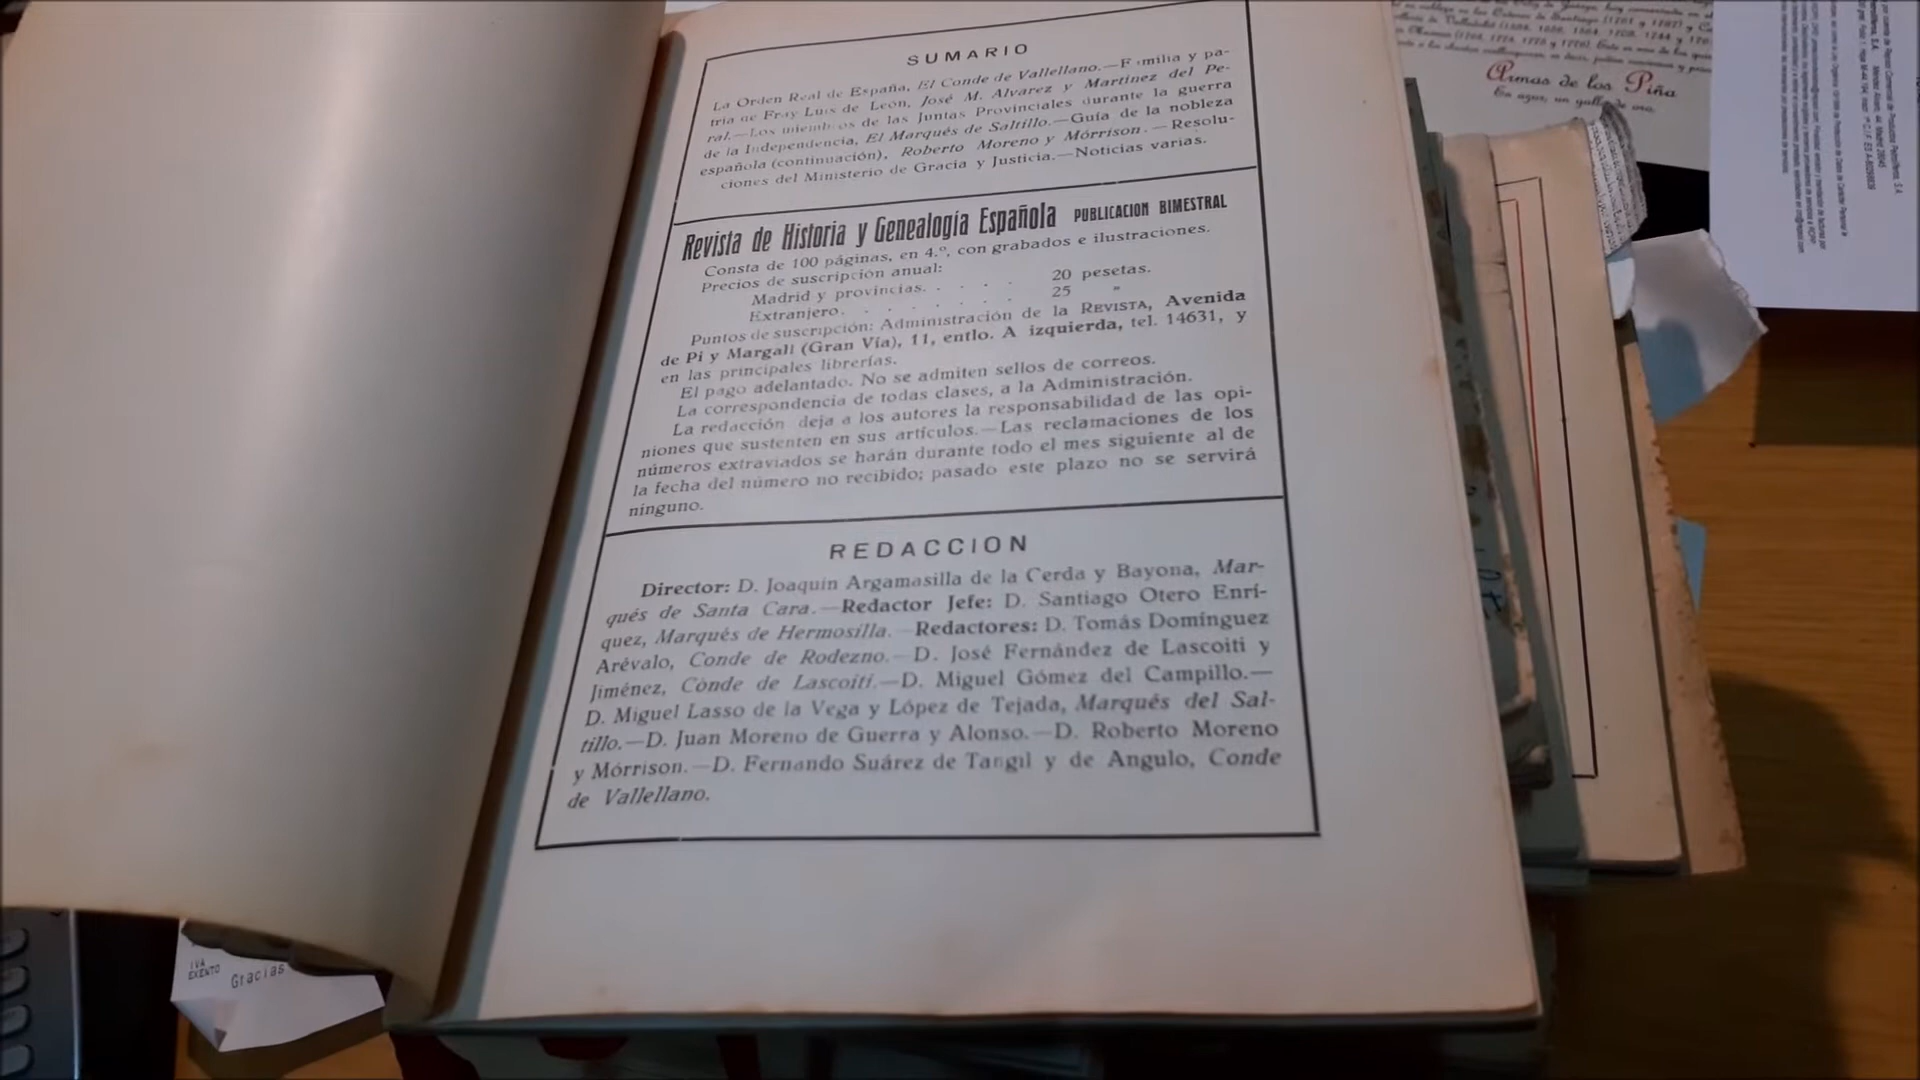 SUMARIO
La Orden Real de España, El Conde de Vallellano.—F milia y pa-
tria de Fray Luis de León, José M. Alvarez y Martínez del Pe-
ral.—Los miembros de las Juntas Provinciales durante la guerra
de la Independencia, El Marqués de Saltillo.—Guía de la nobleza
española (continuación), Roberto Moreno y Mórrison.—Resolu-
ciones del Ministerio de Gracia y Justicia.—Noticias varias.
Revista de Historia y Genealogía Española PUBLICACION BIMESTRAL
Consta de 100 páginas, en 4.º, con grabados e ilustraciones.
Precios de suscripción anual:
Madrid y provincias. . . . . 20 pesetas.
Extranjero. . . . . . . 25 "
Puntos de suscripción: Administración de la REVISTA, Avenida
de Pi y Margall (Gran Vía), 11, entlo. A izquierda, tel. 14631, y
en las principales librerías.
El pago adelantado. No se admiten sellos de correos.
La correspondencia de todas clases, a la Administración.
La redacción deja a los autores la responsabilidad de las opi-
niones que sustenten en sus artículos.—Las reclamaciones de los
números extraviados se harán durante todo el mes siguiente al de
la fecha del número no recibido; pasado este plazo no se servirá
ninguno.
REDACCION
Director: D. Joaquín Argamasilla de la Cerda y Bayona, Mar-
qués de Santa Cara.—Redactor Jefe: D. Santiago Otero Enrí-
quez, Marqués de Hermosilla.—Redactores: D. Tomás Domínguez
Arévalo, Conde de Rodezno.—D. José Fernández de Lascoiti y
Jiménez, Cònde de Lascoiti.—D. Miguel Gómez del Campillo.—
D. Miguel Lasso de la Vega y López de Tejada, Marqués del Sal-
tillo.—D. Juan Moreno de Guerra y Alonso.—D. Roberto Moreno
y Mórrison.—D. Fernando Suárez de Tangil y de Angulo, Conde
de Vallellano.
Armas de los Piña
En azur, un gallo de oro.
IVA
EXENTO
Gracias